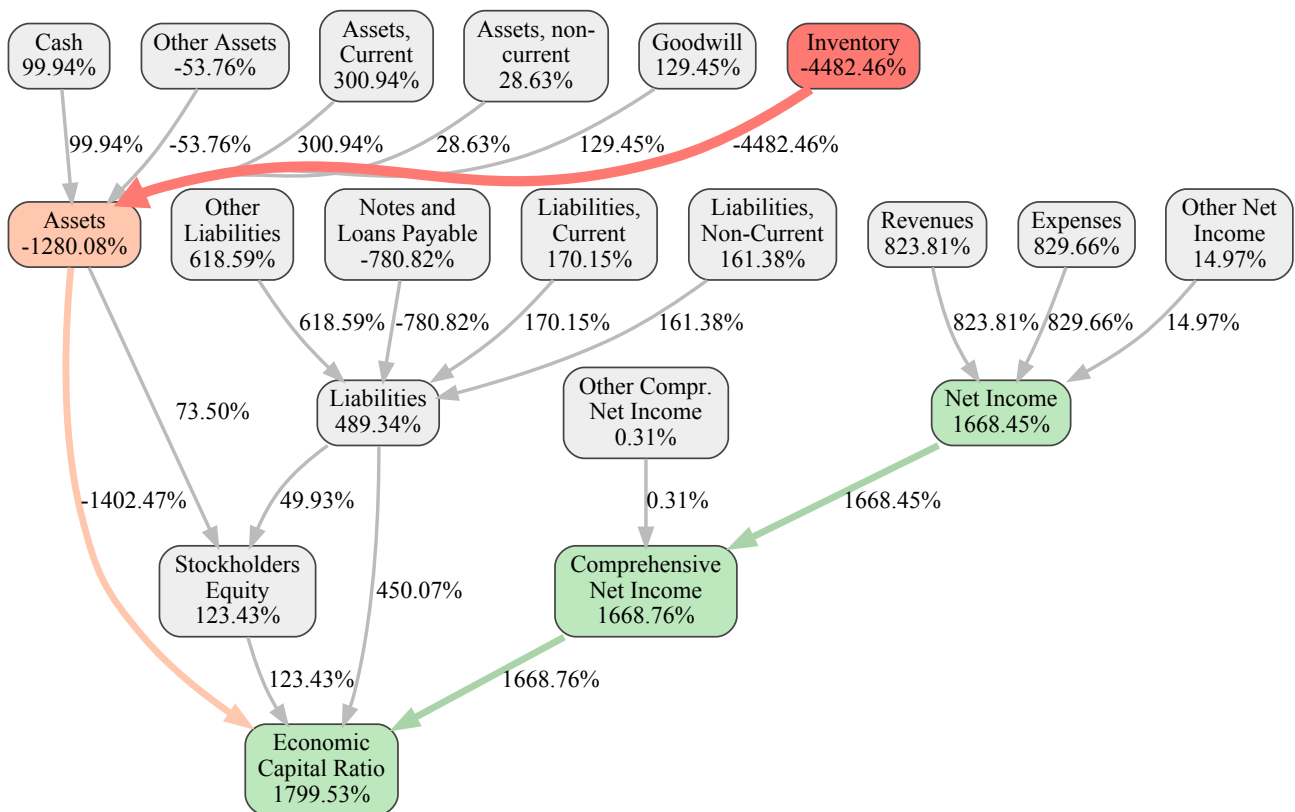 Cash
99.94%
Other Assets
-53.76%
Assets,
Current
300.94%
Assets, non-
current
28.63%
Goodwill
129.45%
Inventory
-4482.46%
99.94%
-53.76%
300.94%
28.63%
129.45%
-4482.46%
Assets
-1280.08%
Other
Liabilities
618.59%
Notes and
Loans Payable
-780.82%
Liabilities,
Current
170.15%
Liabilities,
Non-Current
161.38%
Revenues
823.81%
Expenses
829.66%
Other Net
Income
14.97%
618.59%
-780.82%
170.15%
161.38%
823.81%
829.66%
14.97%
Liabilities
489.34%
Other Compr.
Net Income
0.31%
Net Income
1668.45%
73.50%
-1402.47%
49.93%
0.31%
1668.45%
Stockholders
Equity
123.43%
450.07%
Comprehensive
Net Income
1668.76%
123.43%
1668.76%
Economic
Capital Ratio
1799.53%